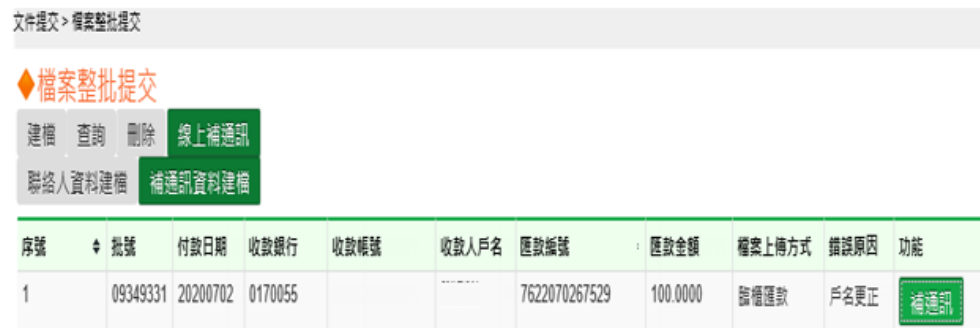 文件提交 > 檔案整批提交
◆檔案整批提交
建檔 查詢 刪除 線上補通訊
聯絡人資料建檔 補通訊資料建檔
序號 批號 付款日期 收款銀行 收款帳號 收款人戶名 匯款編號 匯款金額 檔案上傳方式 錯誤原因 功能
1 09349331 20200702 0170055 7622070267529 100.0000 臨櫃匯款 戶名更正 補通訊